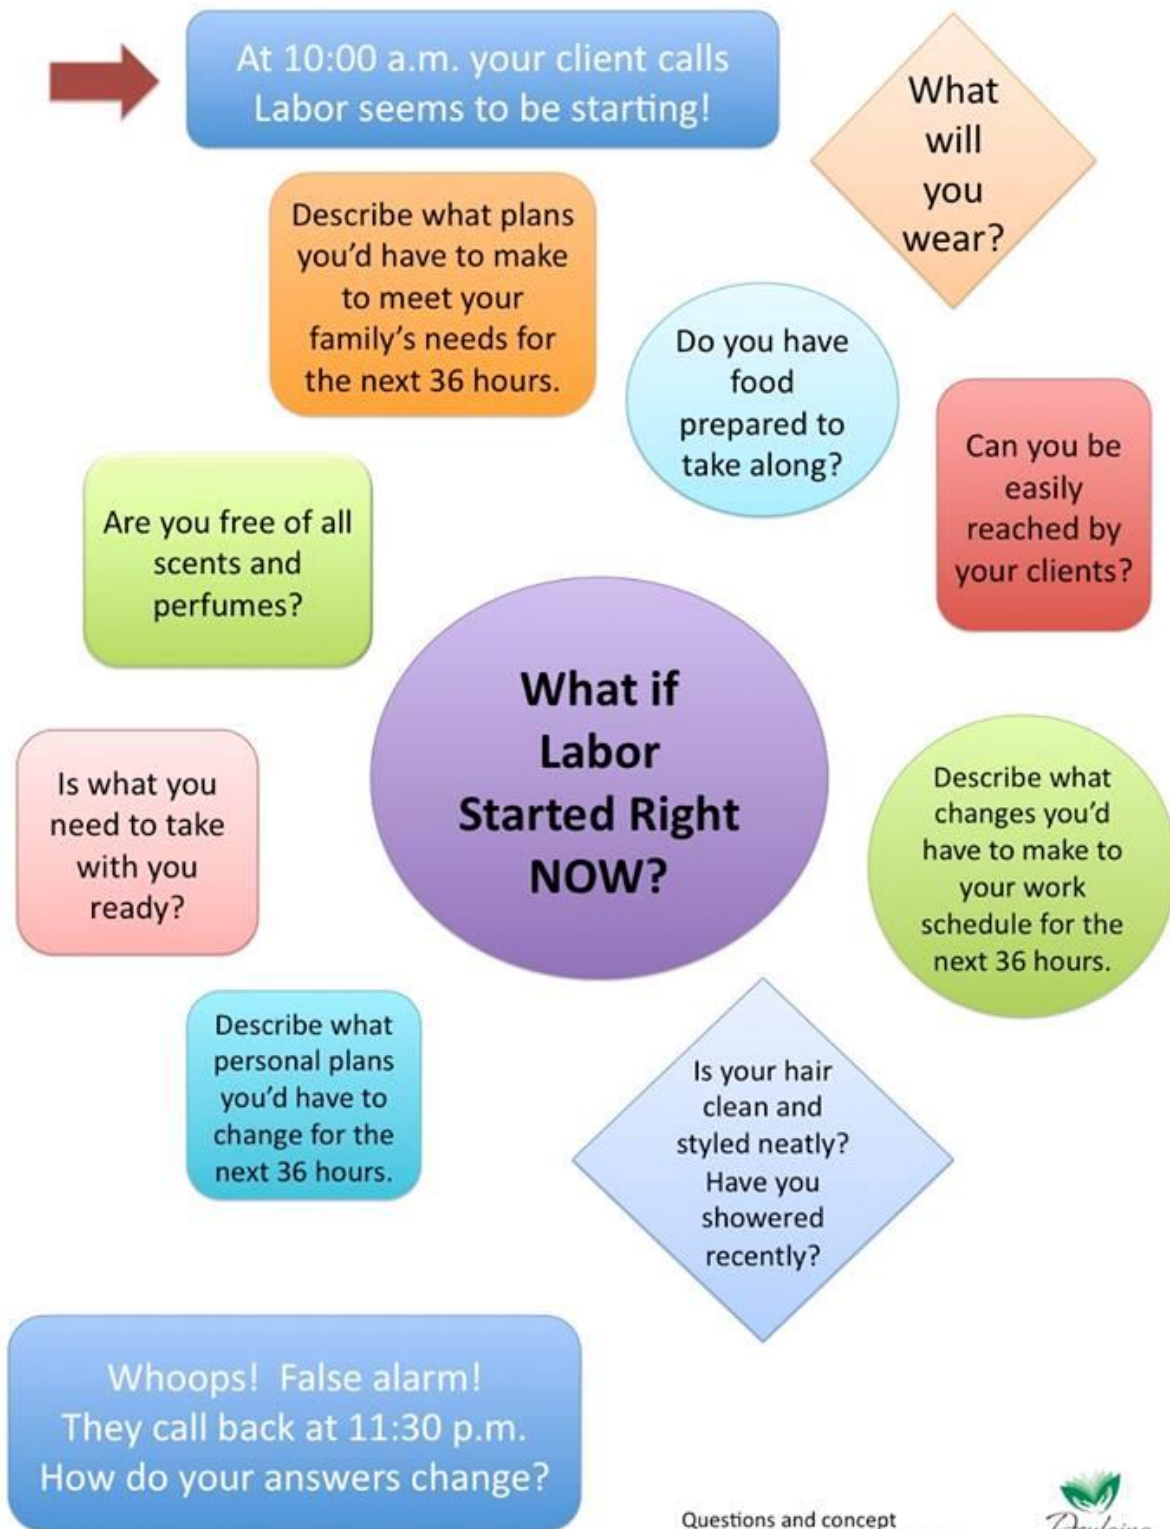 At 10:00 a.m. your client calls
Labor seems to be starting!
What
will
you
wear?
Describe what plans
you'd have to make
to meet your
family's needs for
the next 36 hours.
Do you have
food
prepared to
take along?
Can you be
easily
reached by
your clients?
Are you free of all
scents and
perfumes?
What if
Labor
Started Right
NOW?
Is what you
need to take
with you
ready?
Describe what
changes you'd
have to make to
your work
schedule for the
next 36 hours.
Describe what
personal plans
you'd have to
change for the
next 36 hours.
Is your hair
clean and
styled neatly?
Have you
showered
recently?
Whoops!  False alarm!
They call back at 11:30 p.m.
How do your answers change?
Questions and concept